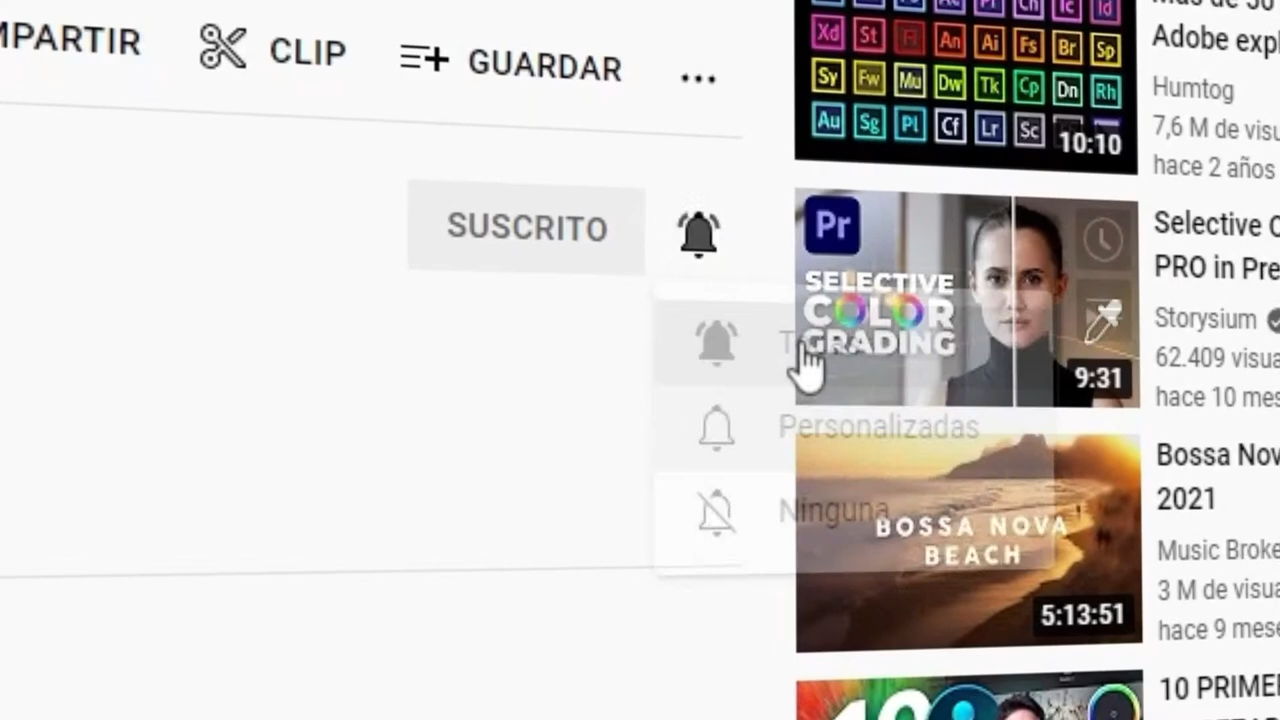 MPARTIR
CLIP
GUARDAR
SUSCRITO
Personalizadas
Ninguna
Xd St An Ai Fs Br Sp
Sy Fw Mu Dw Tk Cp Dn Rh
Au Sg Pl Cf Lr Sc
10:10
Adobe expl
Humtog
7,6 M de visu
hace 2 años
Pr
SELECTIVE
COLOR
GRADING
9:31
Selective C
PRO in Pre
Storysium
62.409 visua
hace 10 mes
BOSSA NOVA
BEACH
5:13:51
Bossa Nov
2021
Music Broke
3 M de visua
hace 9 mese
10 PRIMER